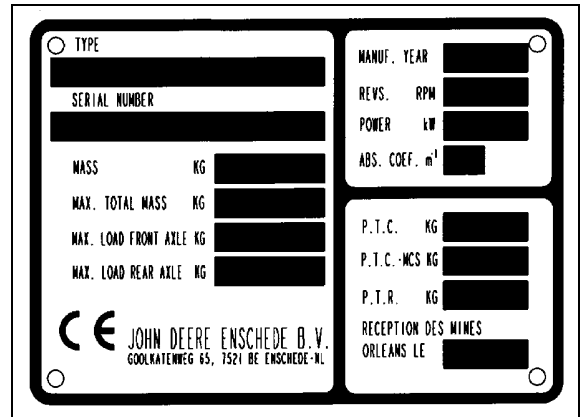 TYPE
SERIAL NUMBER
MASS KG
MAX. TOTAL MASS KG
MAX. LOAD FRONT AXLE KG
MAX. LOAD REAR AXLE KG
CE JOHN DEERE ENSCHEDE B.V.
GOOLKATENWEG 65, 7521 BE ENSCHEDE-NL
MANUF. YEAR
REVS. RPM
POWER kW
ABS. COEF. m⁻¹
P.T.C. KG
P.T.C.-MCS KG
P.T.R. KG
RECEPTION DES MINES
ORLEANS LE